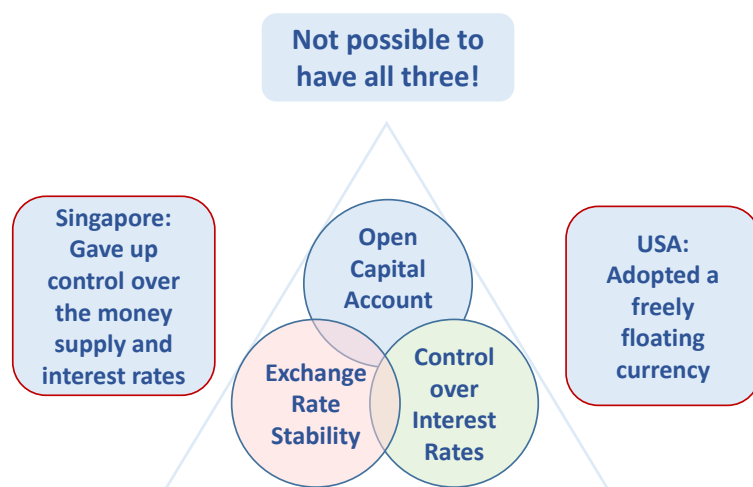 Not possible to
have all three!
Singapore:
Gave up
control over
the money
supply and
interest rates
Open
Capital
Account
USA:
Adopted a
freely
floating
currency
Exchange
Rate
Stability
Control
over
Interest
Rates